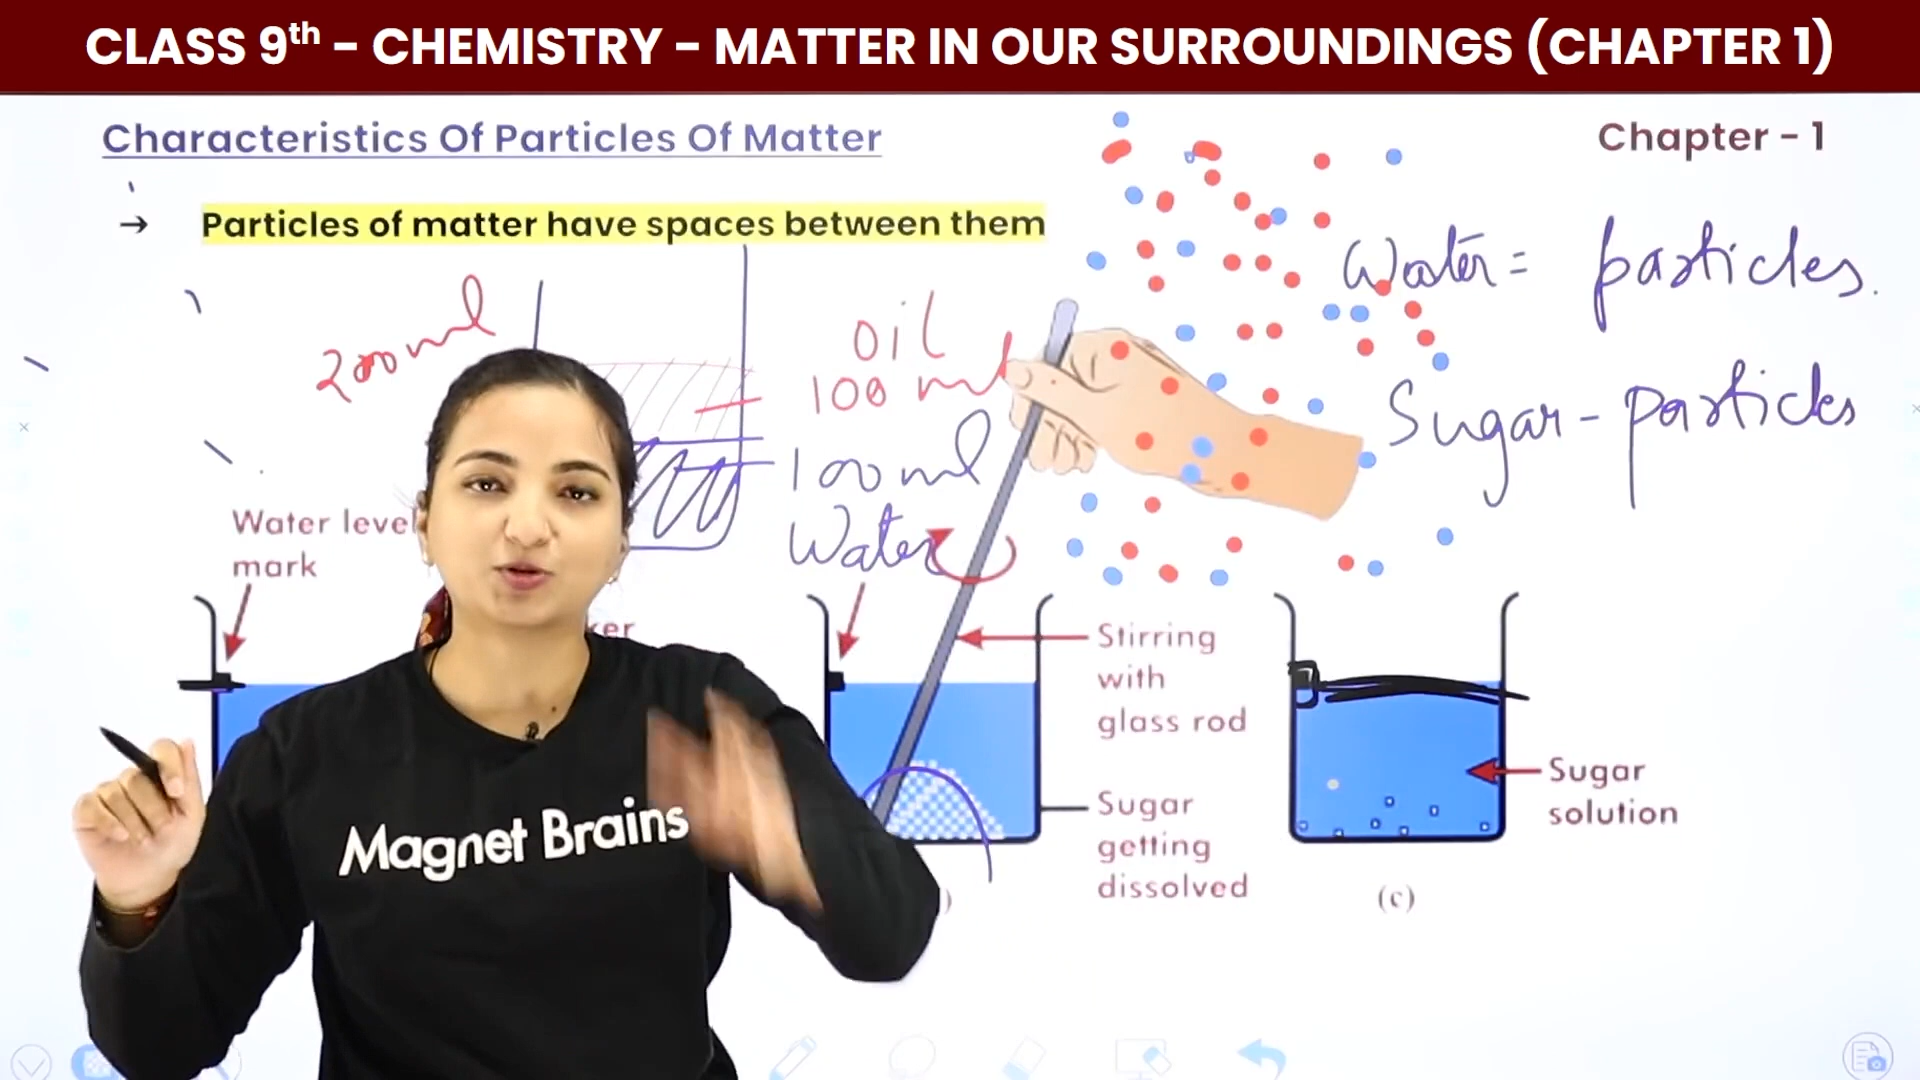 CLASS 9th – CHEMISTRY – MATTER IN OUR SURROUNDINGS (CHAPTER 1)
Characteristics Of Particles Of Matter
Chapter - 1
→ Particles of matter have spaces between them
Water = particles.
200 ml
oil
100 ml
Sugar - particles
100 ml
Water
Water level
mark
Stirring
with
glass rod
Sugar
getting
dissolved
Sugar
solution
(c)
Magnet Brains